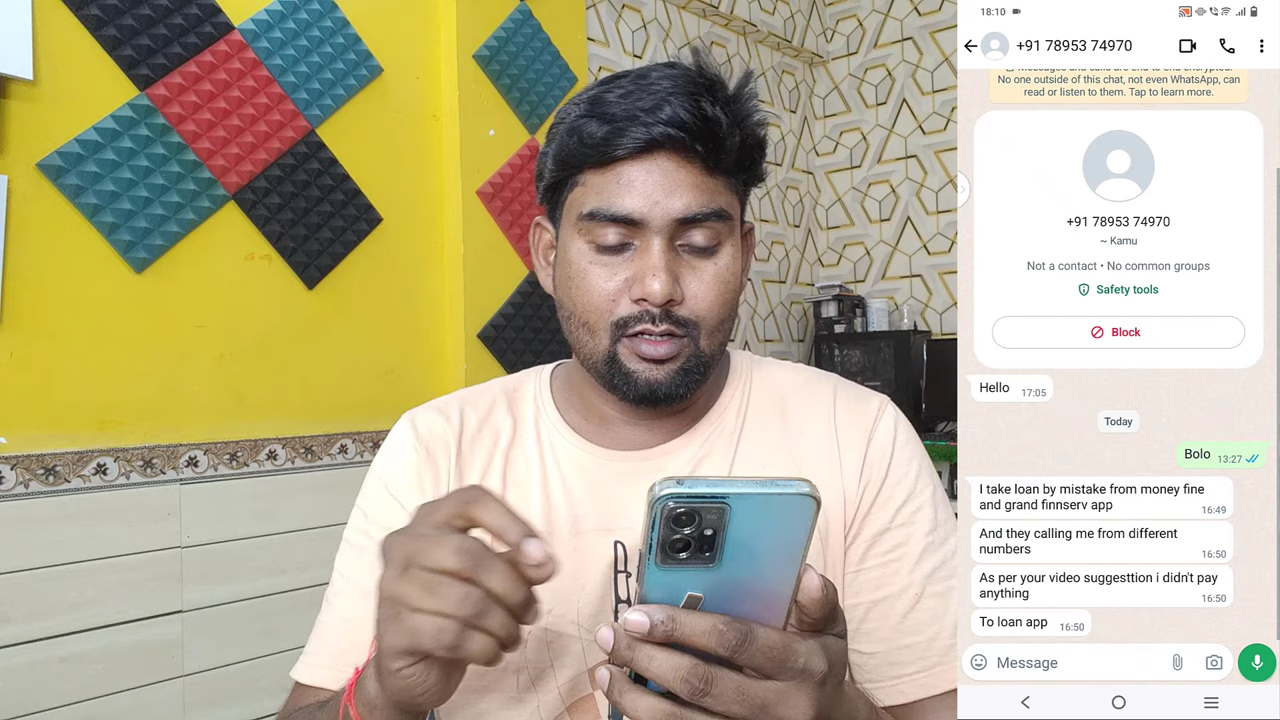 18:10
+91 78953 74970
No one outside of this chat, not even WhatsApp, can
read or listen to them. Tap to learn more.
+91 78953 74970
~ Kamu
Not a contact • No common groups
Safety tools
Block
Hello 17:05
Today
Bolo 13:27
I take loan by mistake from money fine
and grand finnserv app 16:49
And they calling me from different
numbers 16:50
As per your video suggesttion i didn't pay
anything 16:50
To loan app 16:50
Message